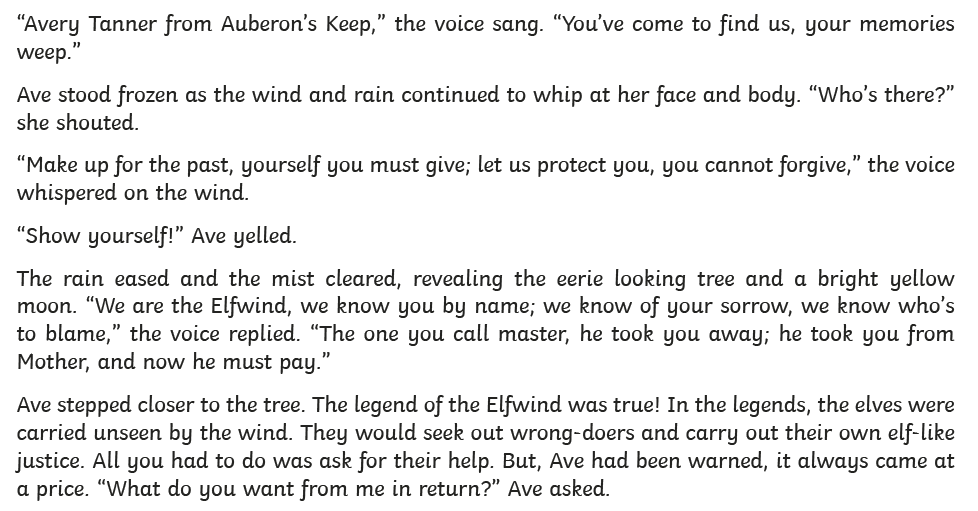 “Avery Tanner from Auberon’s Keep,” the voice sang. “You’ve come to find us, your memories
weep.”
Ave stood frozen as the wind and rain continued to whip at her face and body. “Who’s there?”
she shouted.
“Make up for the past, yourself you must give; let us protect you, you cannot forgive,” the voice
whispered on the wind.
“Show yourself!” Ave yelled.
The rain eased and the mist cleared, revealing the eerie looking tree and a bright yellow
moon. “We are the Elfwind, we know you by name; we know of your sorrow, we know who’s
to blame,” the voice replied. “The one you call master, he took you away; he took you from
Mother, and now he must pay.”
Ave stepped closer to the tree. The legend of the Elfwind was true! In the legends, the elves were
carried unseen by the wind. They would seek out wrong-doers and carry out their own elf-like
justice. All you had to do was ask for their help. But, Ave had been warned, it always came at
a price. “What do you want from me in return?” Ave asked.